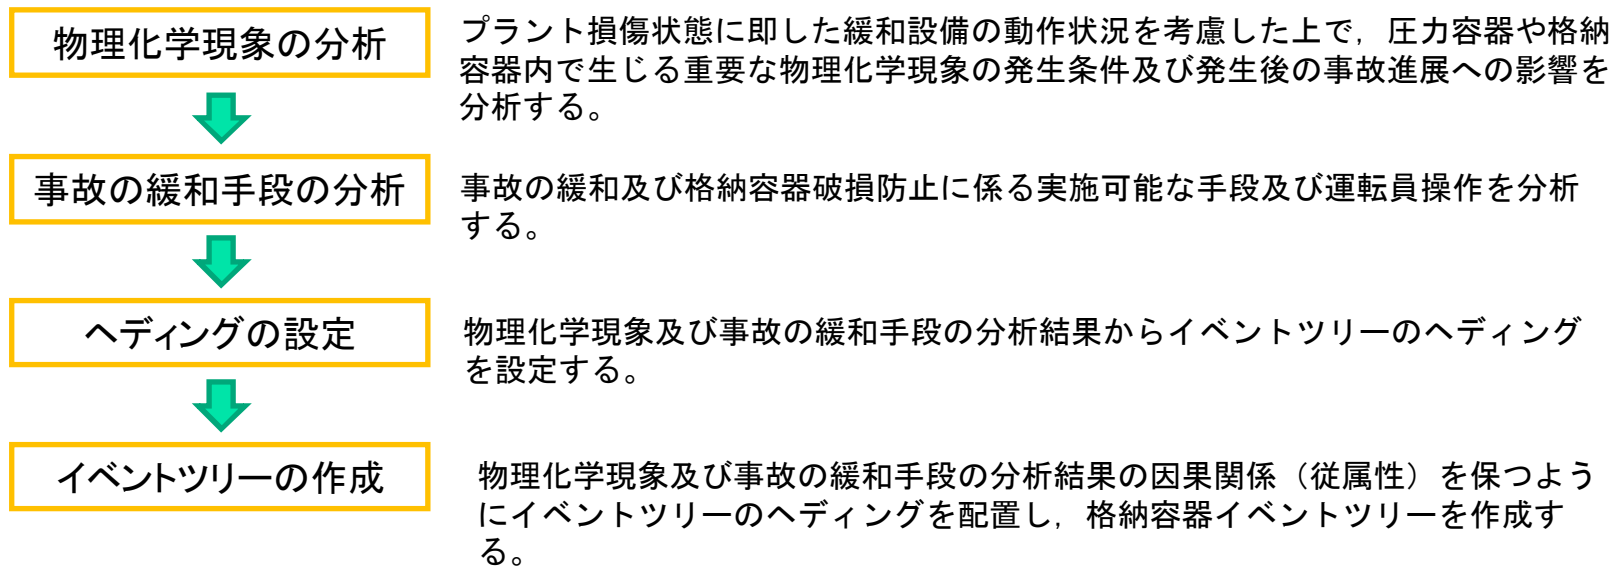 物理化学現象の分析
プラント損傷状態に即した緩和設備の動作状況を考慮した上で，圧力容器や格納
容器内で生じる重要な物理化学現象の発生条件及び発生後の事故進展への影響を
分析する。
事故の緩和手段の分析
事故の緩和及び格納容器破損防止に係る実施可能な手段及び運転員操作を分析
する。
ヘディングの設定
物理化学現象及び事故の緩和手段の分析結果からイベントツリーのヘディング
を設定する。
イベントツリーの作成
物理化学現象及び事故の緩和手段の分析結果の因果関係（従属性）を保つよう
にイベントツリーのヘディングを配置し，格納容器イベントツリーを作成す
る。